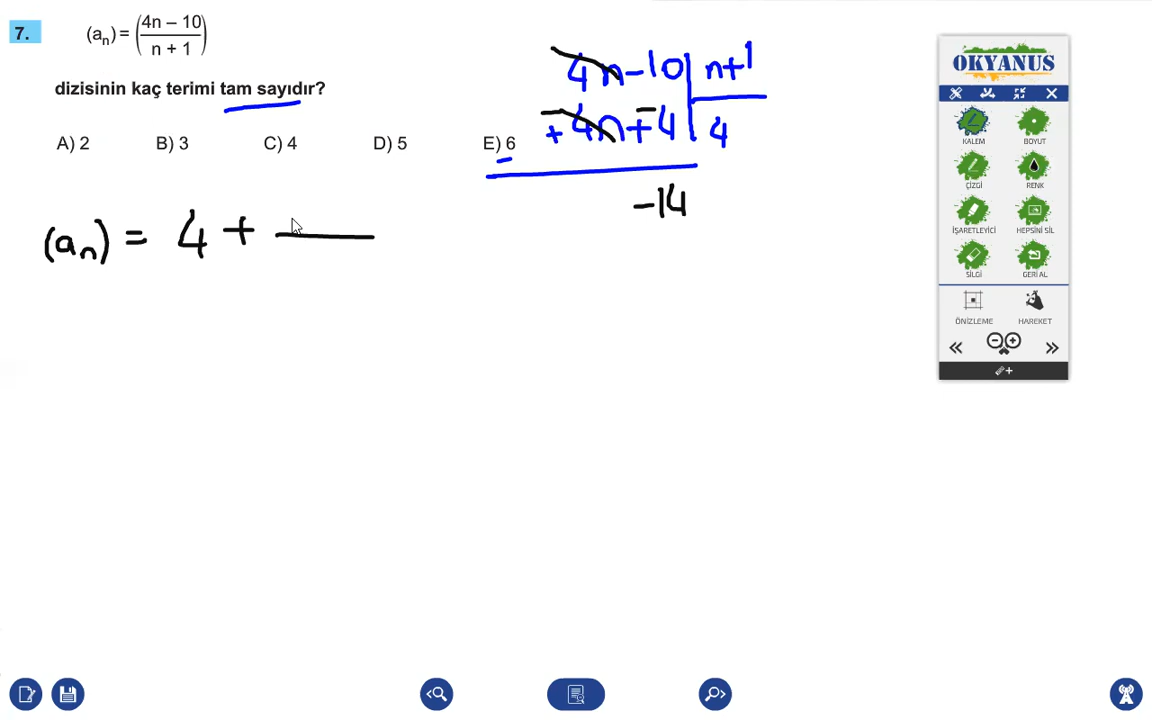 7.
(aₙ) = (4n – 10 / n + 1)
dizisinin kaç terimi tam sayıdır?
A) 2 B) 3 C) 4 D) 5 E) 6
4n-10 | n+1
+4n+4 | 4
-14
(aₙ) = 4 +
OKYANUS
KALEM BOYUT
ÇİZGİ RENK
İŞARETLEYİCİ HEPSİNİ SİL
SİLGİ GERİ AL
ÖNİZLEME HAREKET